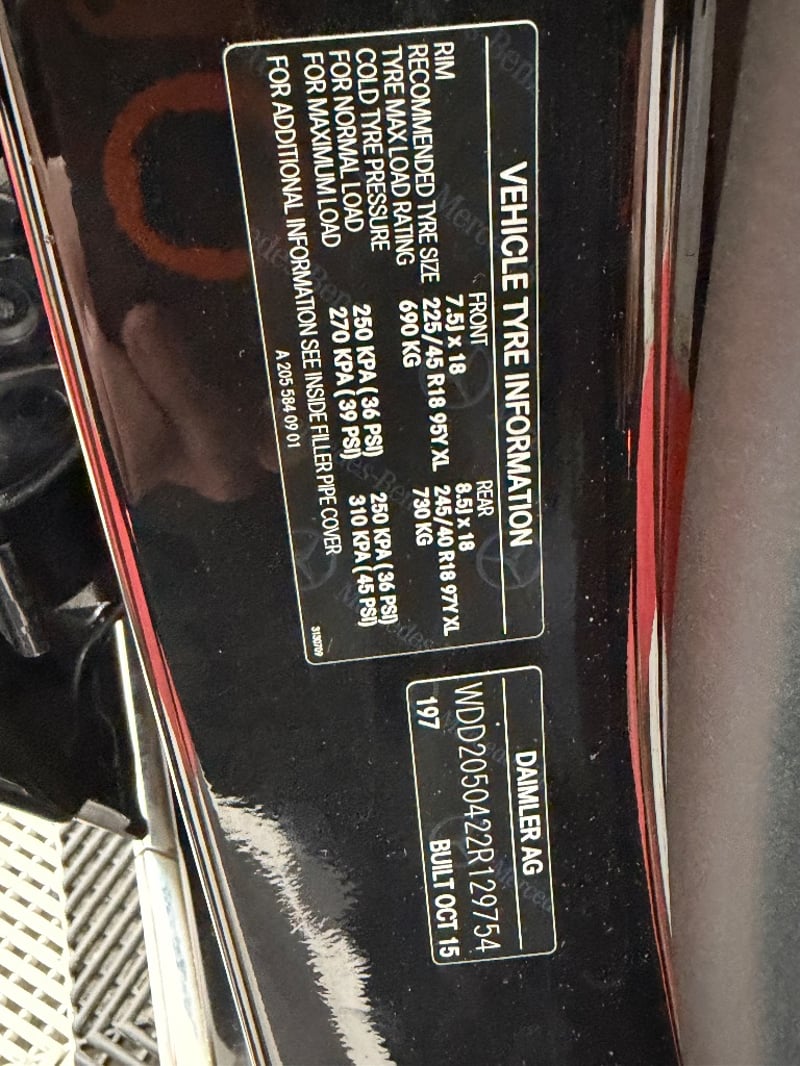 VEHICLE TYRE INFORMATION
FRONT REAR
RIM 7.5J x 18 8.5J x 18
RECOMMENDED TYRE SIZE 225/45 R18 95Y XL 245/40 R18 97Y XL
TYRE MAX LOAD RATING 690 KG 730 KG
COLD TYRE PRESSURE
FOR NORMAL LOAD 250 KPA ( 36 PSI) 250 KPA ( 36 PSI)
FOR MAXIMUM LOAD 270 KPA ( 39 PSI) 310 KPA ( 45 PSI)
FOR ADDITIONAL INFORMATION SEE INSIDE FILLER PIPE COVER
A 205 584 09 01
3130709
DAIMLER AG
WDD2050422R129754
197 BUILT OCT 15